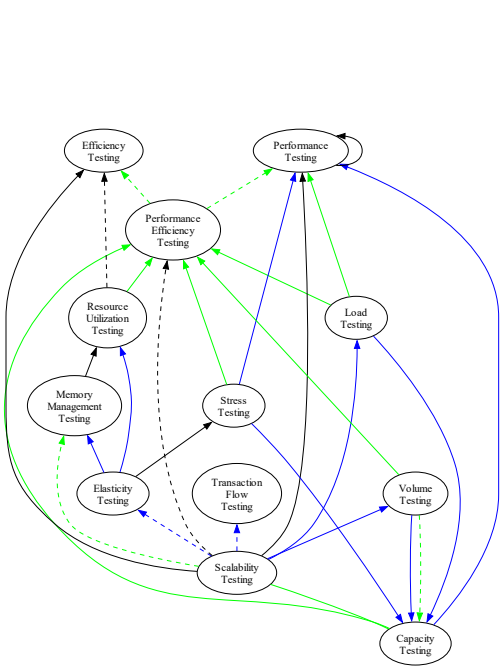 Efficiency
Testing
Performance
Testing
Performance
Efficiency
Testing
Resource
Utilization
Testing
Load
Testing
Memory
Management
Testing
Stress
Testing
Elasticity
Testing
Transaction
Flow
Testing
Volume
Testing
Scalability
Testing
Capacity
Testing